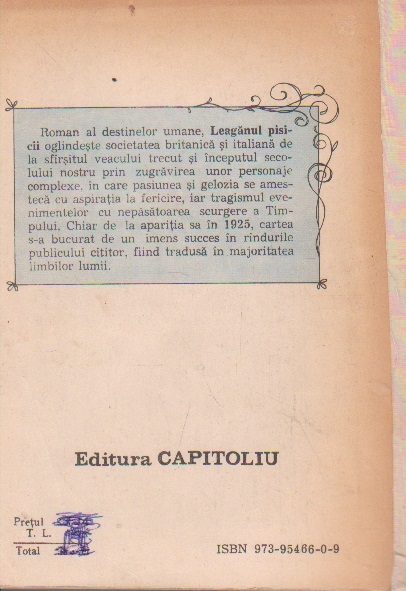 Roman al destinelor umane, Leagănul pisi-
cii oglindește societatea britanică și italiană de
la sfîrșitul veacului trecut și începutul seco-
lului nostru prin zugrăvirea unor personaje
complexe, în care pasiunea și gelozia se ames-
tecă cu aspirația la fericire, iar tragismul eve-
nimentelor cu nepăsătoarea scurgere a Tim-
pului. Chiar de la apariția sa în 1925, cartea
s-a bucurat de un imens succes în rîndurile
publicului cititor, fiind tradusă în majoritatea
limbilor lumii.
Editura CAPITOLIU
Prețul
T. L.
Total
ISBN 973-95466-0-9